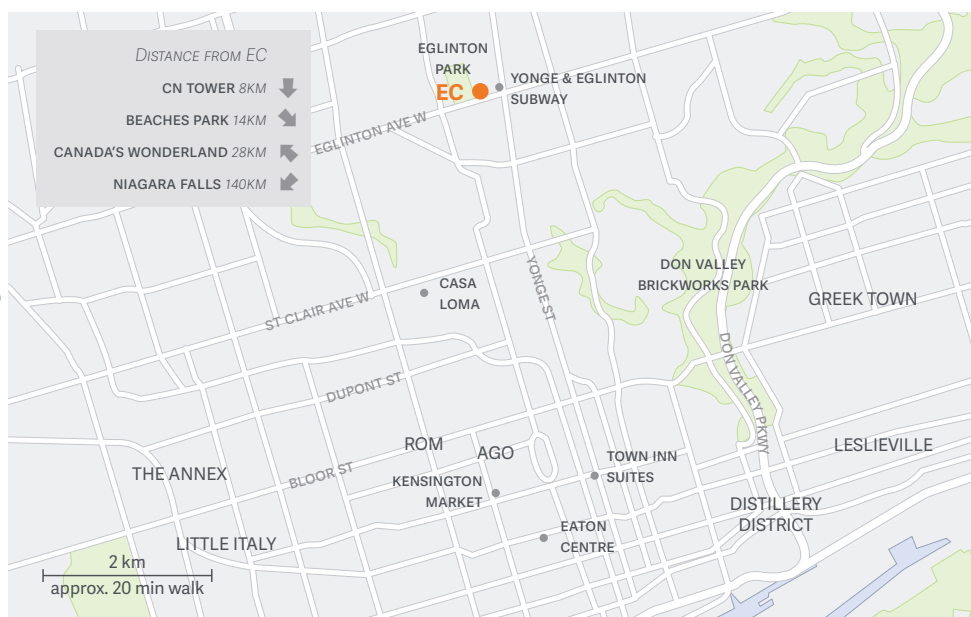 DISTANCE FROM EC
CN TOWER 8KM
BEACHES PARK 14KM
CANADA'S WONDERLAND 28KM
NIAGARA FALLS 140KM
EGLINTON
PARK
EC
YONGE & EGLINTON
SUBWAY
EGLINTON AVE W
YONGE ST
DON VALLEY
BRICKWORKS PARK
CASA
LOMA
GREEK TOWN
ST CLAIR AVE W
DON VALLEY PKWY
DUPONT ST
ROM
AGO
LESLIEVILLE
THE ANNEX
BLOOR ST
TOWN INN
SUITES
KENSINGTON
MARKET
DISTILLERY
DISTRICT
EATON
CENTRE
LITTLE ITALY
2 km
approx. 20 min walk